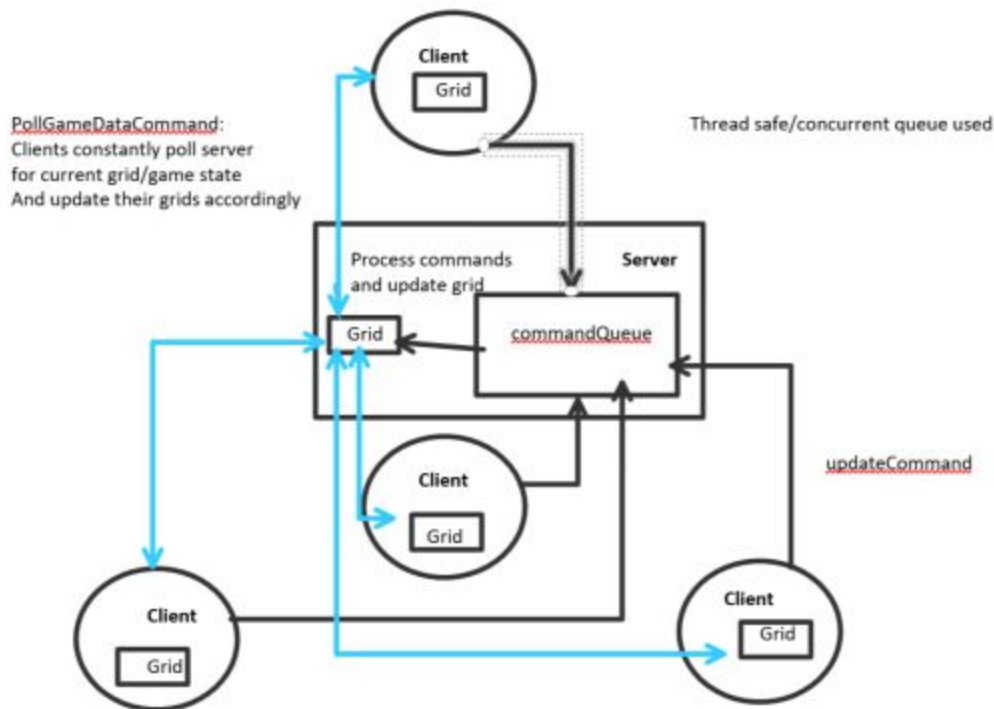 Client
Grid
PollGameDataCommand:
Clients constantly poll server
for current grid/game state
And update their grids accordingly
Thread safe/concurrent queue used
Process commands
and update grid
Server
Grid
commandQueue
Client
Grid
updateCommand
Client
Grid
Client
Grid